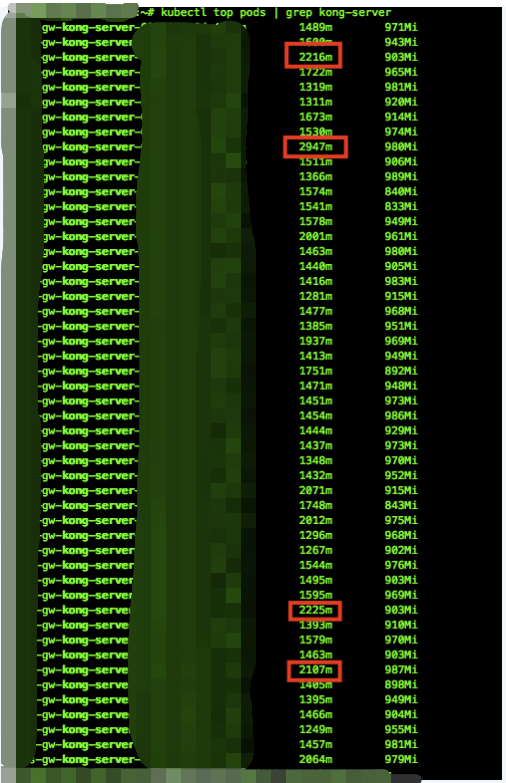 :~# kubectl top pods | grep kong-server
gw-kong-server- 1489m 971Mi
gw-kong-server- 943Mi
gw-kong-server- 2216m 903Mi
gw-kong-server- 1722m 965Mi
gw-kong-server- 1319m 981Mi
gw-kong-server- 1311m 920Mi
gw-kong-server- 1673m 914Mi
gw-kong-server- 1530m 974Mi
gw-kong-server- 2947m 980Mi
gw-kong-server- 1511m 906Mi
gw-kong-server- 1366m 989Mi
gw-kong-server- 1574m 840Mi
gw-kong-server- 1541m 833Mi
gw-kong-server- 1578m 949Mi
gw-kong-server- 2001m 961Mi
gw-kong-server- 1463m 980Mi
gw-kong-server- 1440m 905Mi
gw-kong-server- 1416m 983Mi
-gw-kong-server- 1281m 915Mi
-gw-kong-server- 1477m 968Mi
-gw-kong-server- 1385m 951Mi
-gw-kong-server- 1937m 969Mi
-gw-kong-server- 1413m 949Mi
-gw-kong-server- 1751m 892Mi
-gw-kong-server- 1471m 948Mi
-gw-kong-server- 1451m 973Mi
-gw-kong-server- 1454m 986Mi
-gw-kong-server- 1444m 929Mi
-gw-kong-server- 1437m 973Mi
-gw-kong-server- 1348m 970Mi
-gw-kong-server- 1432m 952Mi
-gw-kong-server- 2071m 915Mi
-gw-kong-server- 1748m 843Mi
-gw-kong-server- 2012m 975Mi
-gw-kong-server- 1296m 968Mi
-gw-kong-server- 1267m 902Mi
-gw-kong-server- 1544m 976Mi
-gw-kong-server 1495m 903Mi
-gw-kong-server 1595m 969Mi
-gw-kong-server 2225m 903Mi
-gw-kong-server 1393m 910Mi
-gw-kong-server 1579m 970Mi
-gw-kong-server 1463m 903Mi
-gw-kong-server 2107m 987Mi
-gw-kong-server 1405m 898Mi
-gw-kong-server 1395m 949Mi
-gw-kong-server 1466m 904Mi
-gw-kong-server 1249m 955Mi
-gw-kong-server 1457m 981Mi
s-gw-kong-server- 2064m 979Mi